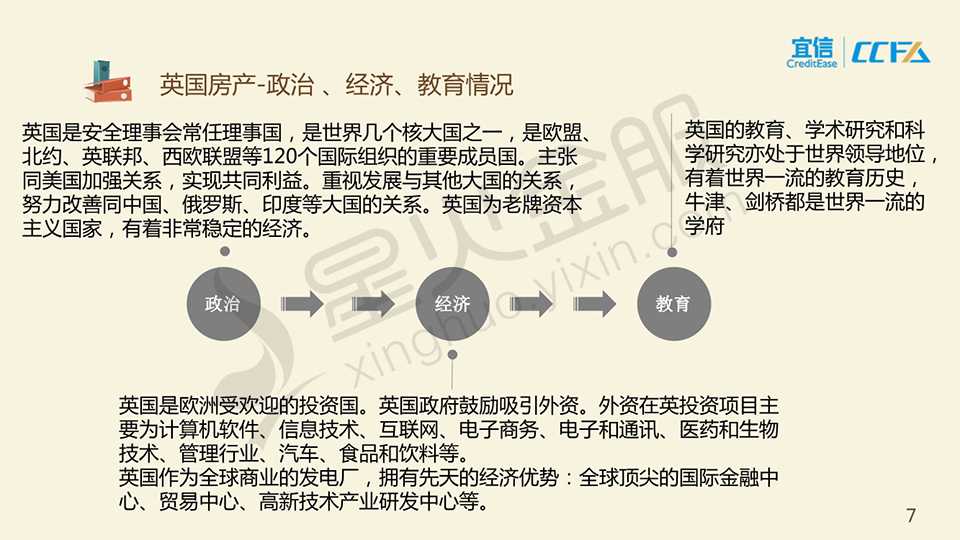 宜信
CreditEase
CCFA
英国房产-政治 、经济、教育情况
英国是安全理事会常任理事国，是世界几个核大国之一，是欧盟、
北约、英联邦、西欧联盟等120个国际组织的重要成员国。主张
同美国加强关系，实现共同利益。重视发展与其他大国的关系，
努力改善同中国、俄罗斯、印度等大国的关系。英国为老牌资本
主义国家，有着非常稳定的经济。
英国的教育、学术研究和科
学研究亦处于世界领导地位，
有着世界一流的教育历史，
牛津、剑桥都是世界一流的
学府
政治
经济
教育
英国是欧洲受欢迎的投资国。英国政府鼓励吸引外资。外资在英投资项目主
要为计算机软件、信息技术、互联网、电子商务、电子和通讯、医药和生物
技术、管理行业、汽车、食品和饮料等。
英国作为全球商业的发电厂，拥有先天的经济优势：全球顶尖的国际金融中
心、贸易中心、高新技术产业研发中心等。
星火金服
xinghuo.yixin.com
7